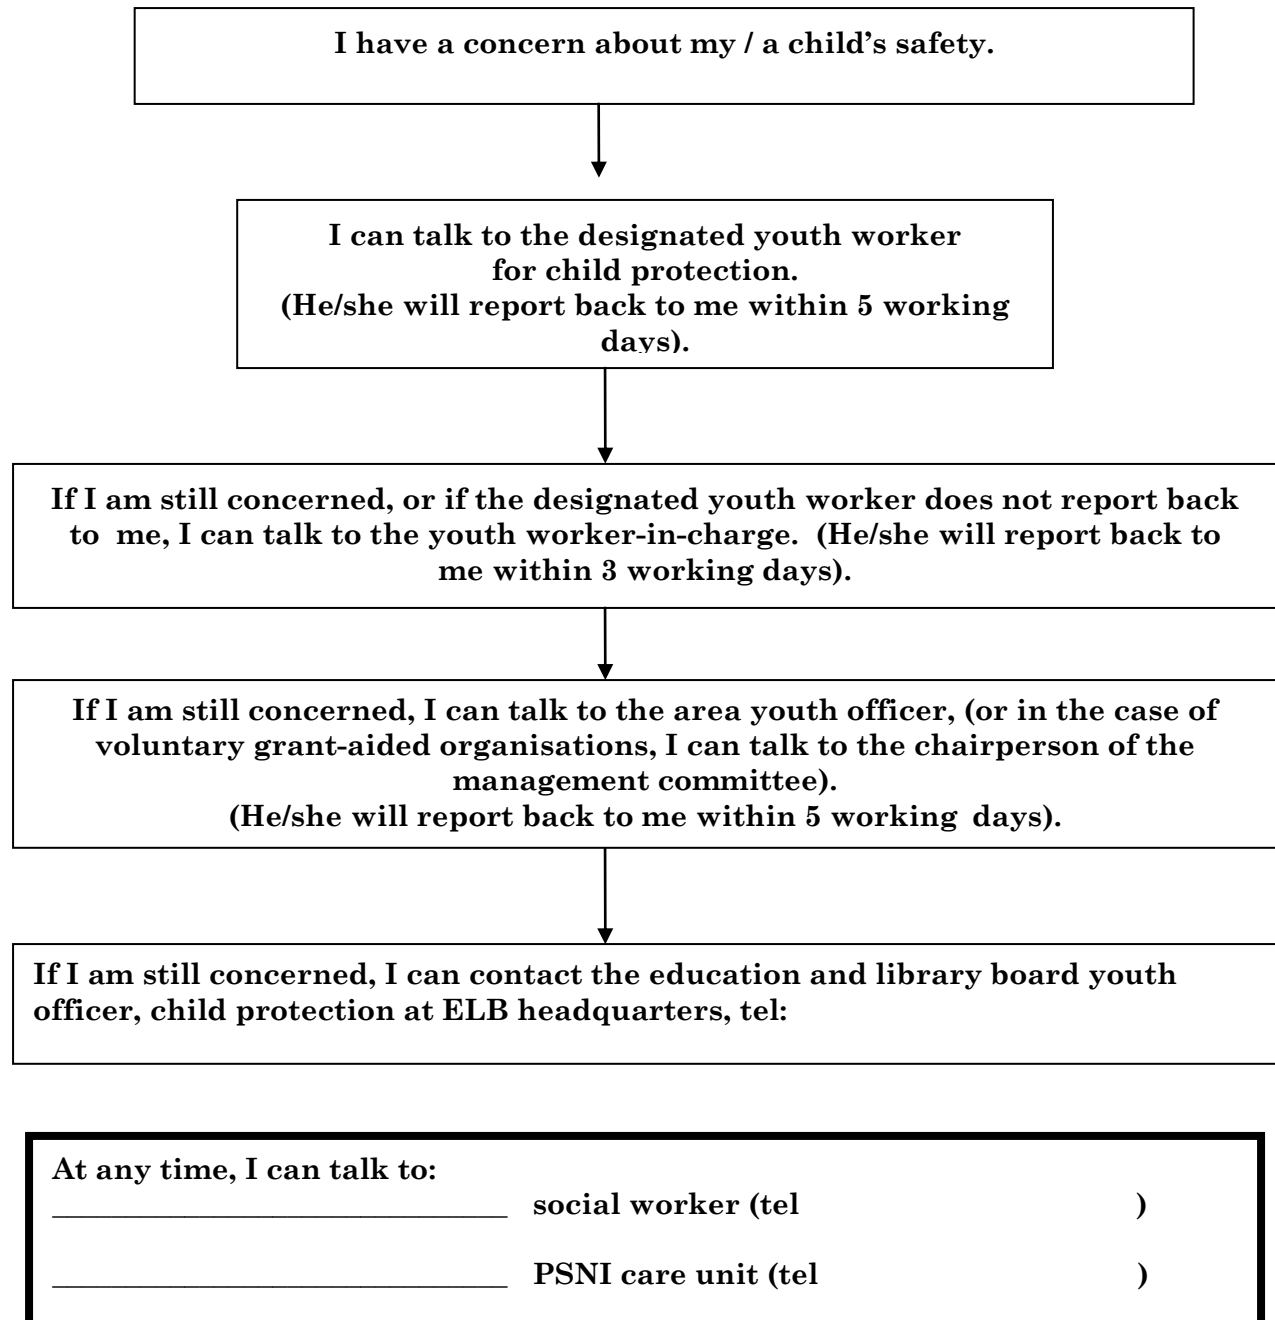 I have a concern about my / a child’s safety.
I can talk to the designated youth worker
for child protection.
(He/she will report back to me within 5 working
days).
If I am still concerned, or if the designated youth worker does not report back
to  me, I can talk to the youth worker-in-charge.  (He/she will report back to
me within 3 working days).
If I am still concerned, I can talk to the area youth officer, (or in the case of
voluntary grant-aided organisations, I can talk to the chairperson of the
management committee).
(He/she will report back to me within 5 working  days).
If I am still concerned, I can contact the education and library board youth
officer, child protection at ELB headquarters, tel:
At any time, I can talk to:
_______________________________ social worker (tel )
_______________________________ PSNI care unit (tel )